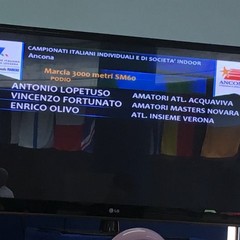 CAMPIONATI ITALIANI INDIVIDUALI E DI SOCIETA' INDOOR
Ancona
Marcia 3000 metri SM60
PODIO
ANTONIO LOPETUSO AMATORI ATL. ACQUAVIVA
VINCENZO FORTUNATO AMATORI MASTERS NOVARA
ENRICO OLIVO ATL. INSIEME VERONA
ANCONA
LG